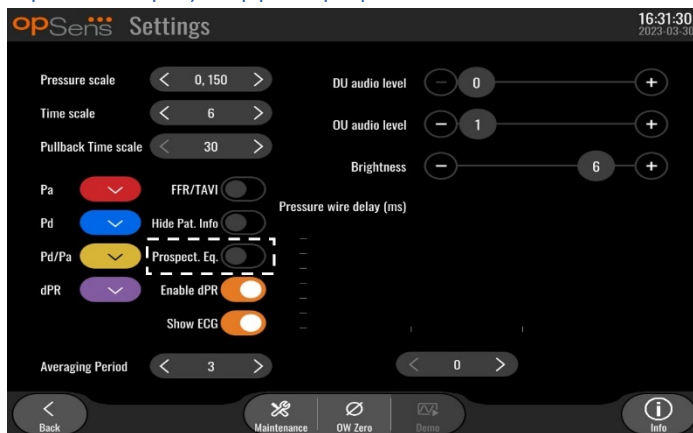 opSens Settings
16:31:30
2023-03-30
Pressure scale 0, 150
DU audio level 0
Time scale 6
OU audio level 1
Pullback Time scale 30
Brightness 6
Pa
FFR/TAVI
Pressure wire delay (ms)
Pd
Hide Pat. Info
Pd/Pa
Prospect. Eq.
dPR
Enable dPR
Show ECG
Averaging Period 3
0
Back
Maintenance
OW Zero
Demo
Info